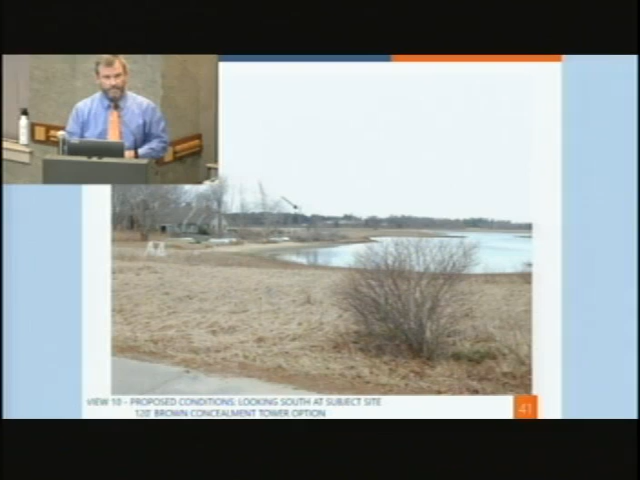 VIEW 10 - PROPOSED CONDITIONS: LOOKING SOUTH AT SUBJECT SITE
120' BROWN CONCEALMENT TOWER OPTION
41